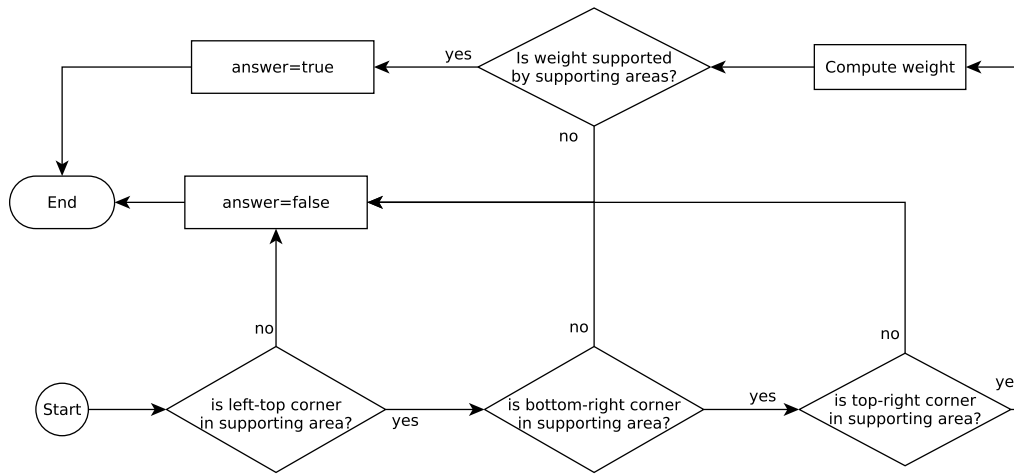 Is weight supported
by supporting areas?
yes
answer=true
Compute weight
no
End
answer=false
no
no
no
Start
is left-top corner
in supporting area?
yes
is bottom-right corner
in supporting area?
yes
is top-right corner
in supporting area?
ye